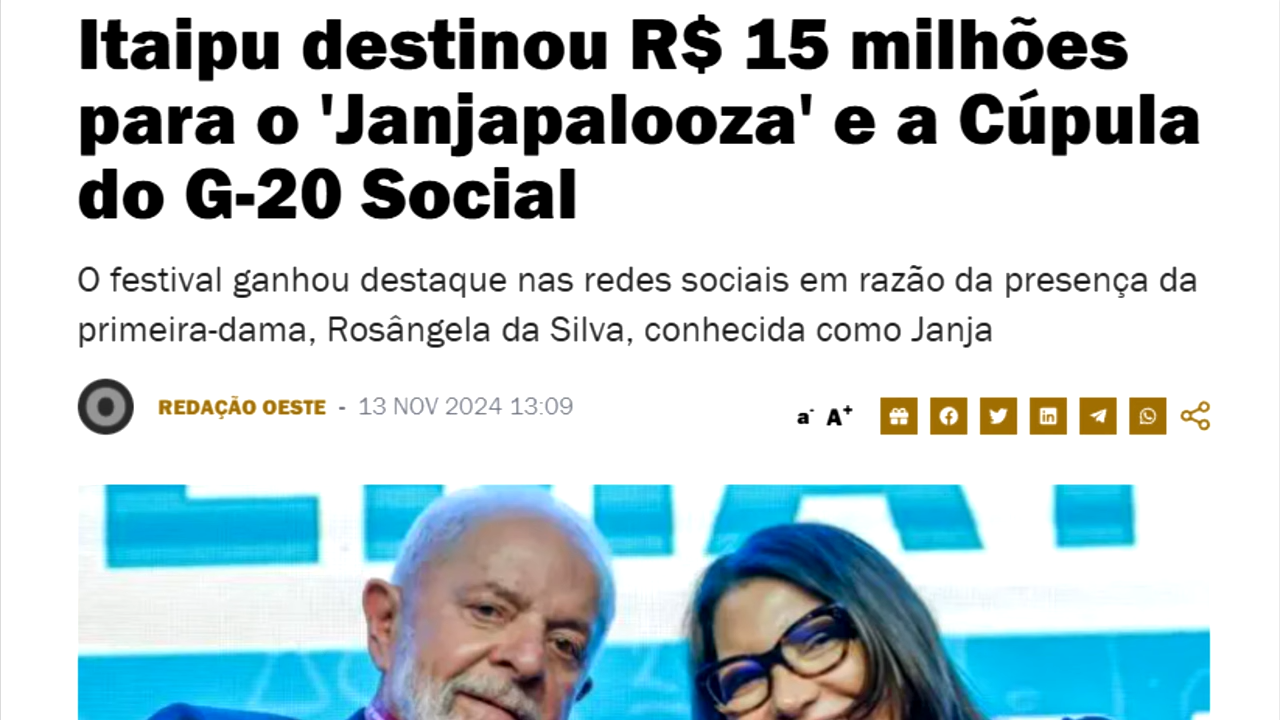 Itaipu destinou R$ 15 milhões
para o 'Janjapalooza' e a Cúpula
do G-20 Social
O festival ganhou destaque nas redes sociais em razão da presença da
primeira-dama, Rosângela da Silva, conhecida como Janja
REDAÇÃO OESTE - 13 NOV 2024 13:09
a- A+